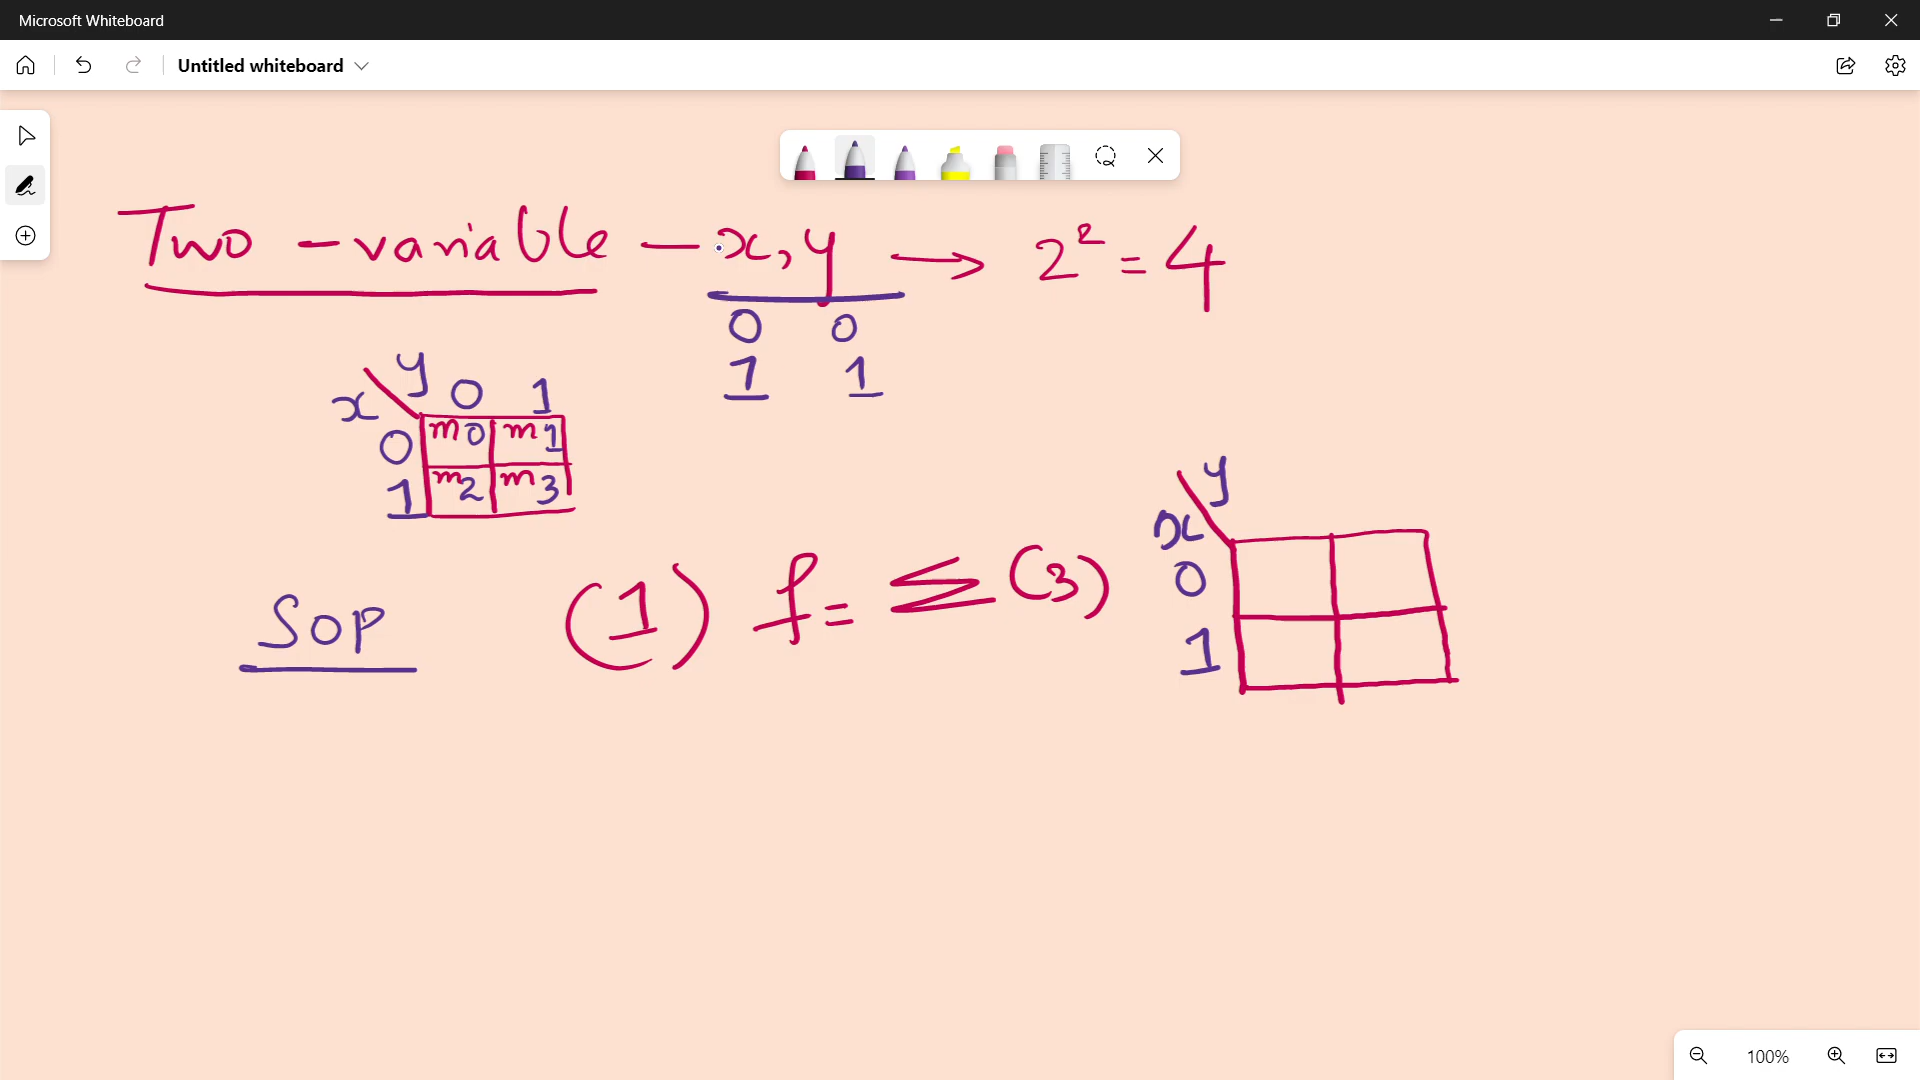 Microsoft Whiteboard
Untitled whiteboard
Two - variable - x, y → 2² = 4
0 0
1 1
y 0 1
x
0 m0 m1
1 m2 m3
SOP (1) f = Σ (3)
y
x
0
1
100%